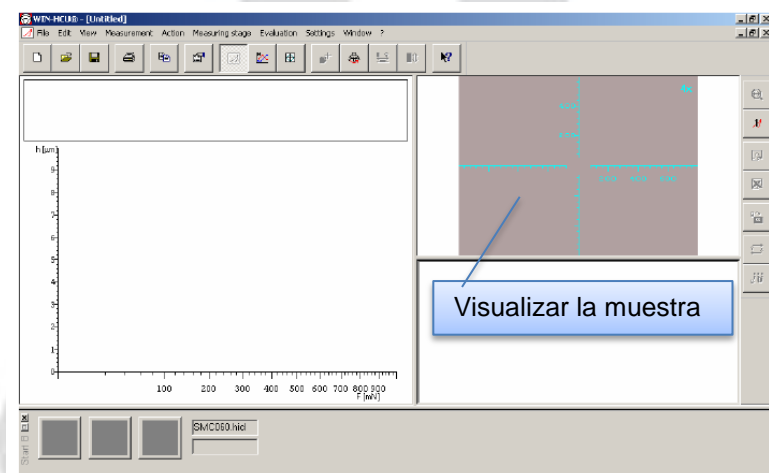 WIN-HCU® - [Untitled]
File Edit View Measurement Action Measuring stage Evaluation Settings Window ?
h [µm]
9
8
7
6
5
4
3
2
1
0
100 200 300 400 500 600 700 800 900
F [mN]
Visualizar la muestra
SMC060.hid
Start B